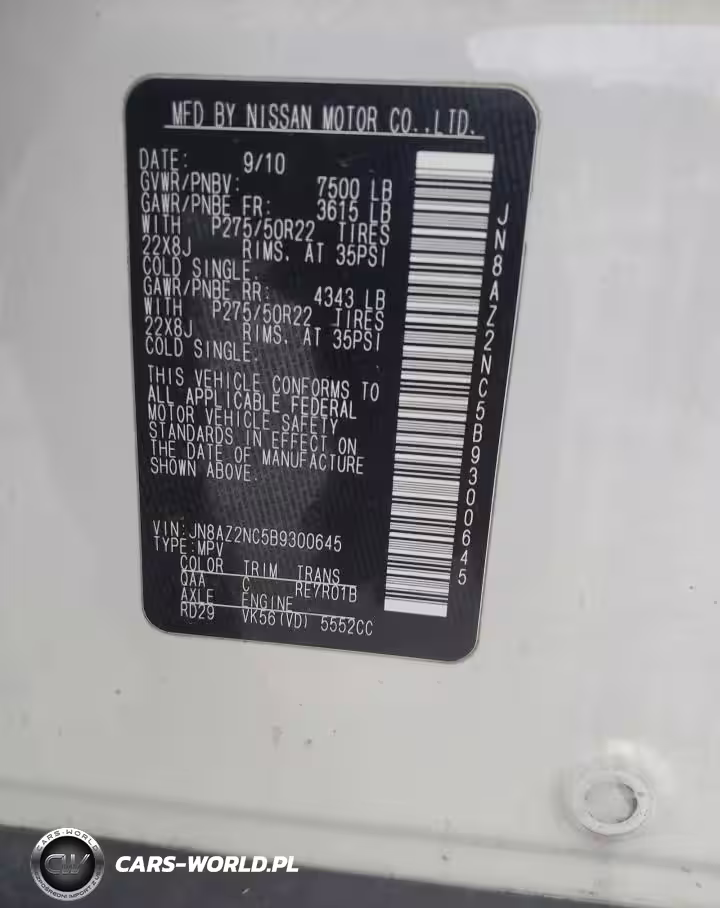 MFD BY NISSAN MOTOR CO.,LTD.
DATE: 9/10
GVWR/PNBV: 7500 LB
GAWR/PNBE FR: 3615 LB
WITH P275/50R22 TIRES
22X8J RIMS. AT 35PSI
COLD SINGLE.
GAWR/PNBE RR: 4343 LB
WITH P275/50R22 TIRES
22X8J RIMS. AT 35PSI
COLD SINGLE.
THIS VEHICLE CONFORMS TO
ALL APPLICABLE FEDERAL
MOTOR VEHICLE SAFETY
STANDARDS IN EFFECT ON
THE DATE OF MANUFACTURE
SHOWN ABOVE.
VIN:JN8AZ2NC5B9300645
TYPE:MPV
COLOR TRIM TRANS
QAA C RE7R01B
AXLE ENGINE
RD29 VK56(VD) 5552CC
JN8AZ2NC5B9300645
CARS-WORLD
CW
CARS-WORLD.PL